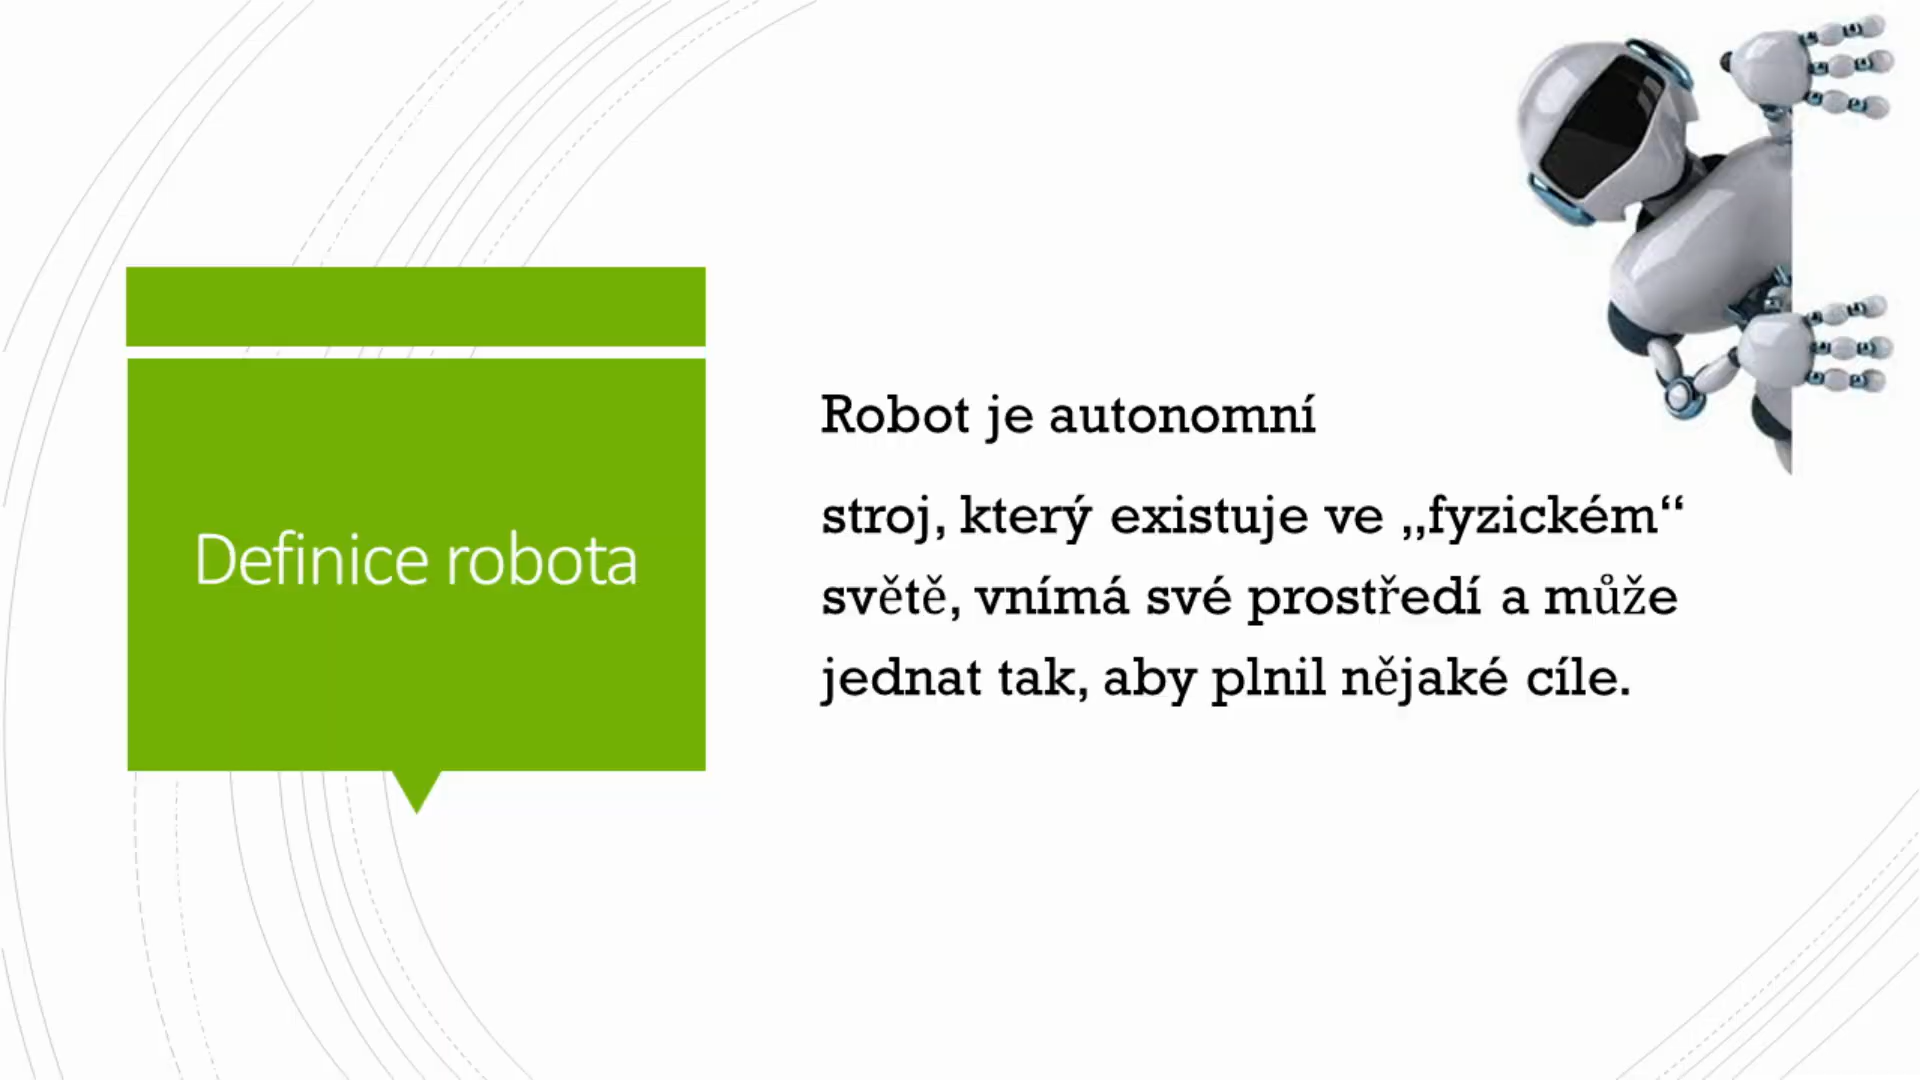 Definice robota
Robot je autonomní
stroj, který existuje ve „fyzickém“
světě, vnímá své prostředí a může
jednat tak, aby plnil nějaké cíle.